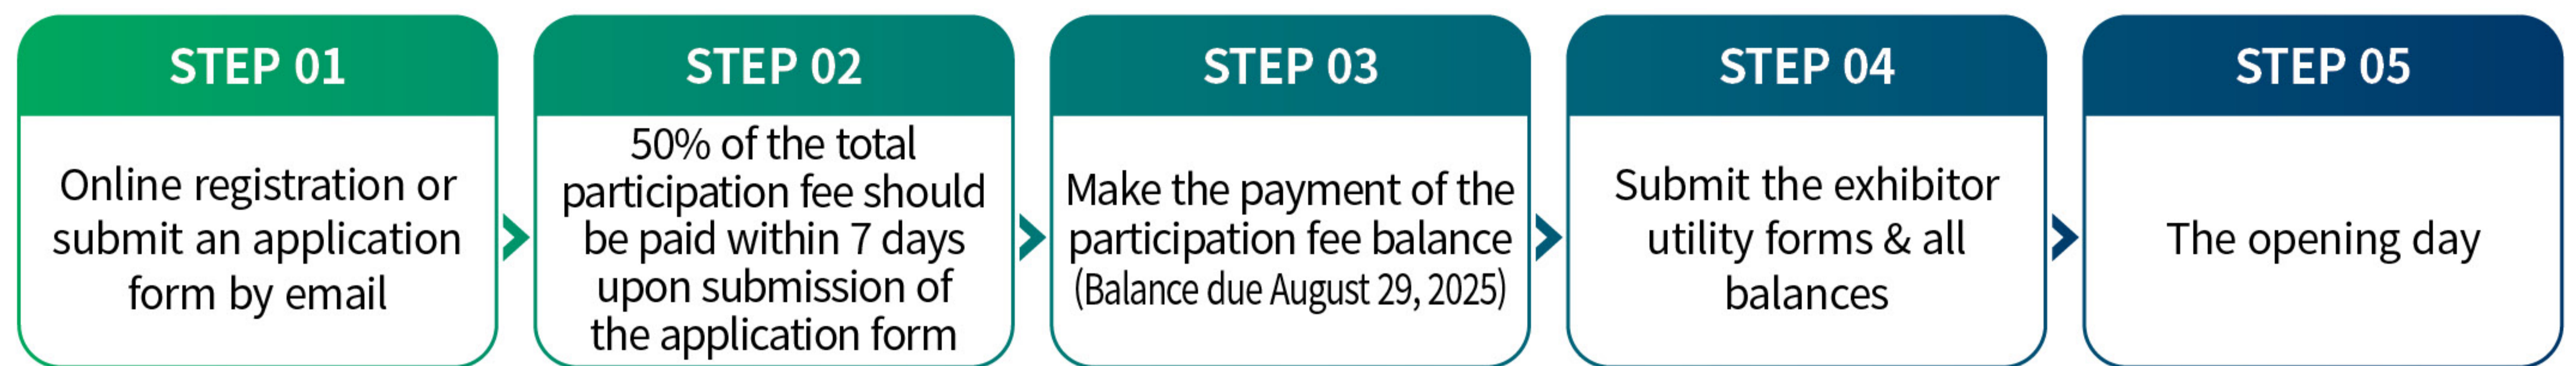 STEP 01
Online registration or
submit an application
form by email
STEP 02
50% of the total
participation fee should
be paid within 7 days
upon submission of
the application form
STEP 03
Make the payment of the
participation fee balance
(Balance due August 29, 2025)
STEP 04
Submit the exhibitor
utility forms & all
balances
STEP 05
The opening day